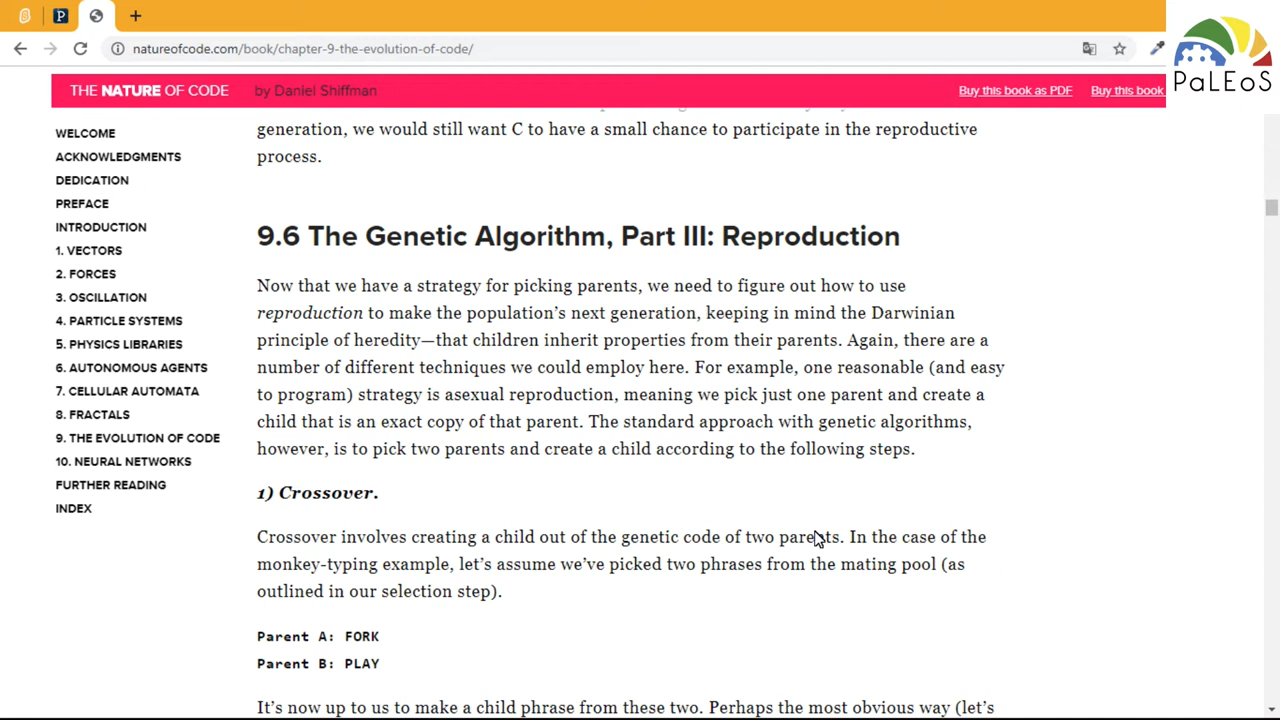 natureofcode.com/book/chapter-9-the-evolution-of-code/
PaLEoS
THE NATURE OF CODE by Daniel Shiffman Buy this book as PDF Buy this book
WELCOME
ACKNOWLEDGMENTS
DEDICATION
PREFACE
INTRODUCTION
1. VECTORS
2. FORCES
3. OSCILLATION
4. PARTICLE SYSTEMS
5. PHYSICS LIBRARIES
6. AUTONOMOUS AGENTS
7. CELLULAR AUTOMATA
8. FRACTALS
9. THE EVOLUTION OF CODE
10. NEURAL NETWORKS
FURTHER READING
INDEX
generation, we would still want C to have a small chance to participate in the reproductive
process.
9.6 The Genetic Algorithm, Part III: Reproduction
Now that we have a strategy for picking parents, we need to figure out how to use
reproduction to make the population’s next generation, keeping in mind the Darwinian
principle of heredity—that children inherit properties from their parents. Again, there are a
number of different techniques we could employ here. For example, one reasonable (and easy
to program) strategy is asexual reproduction, meaning we pick just one parent and create a
child that is an exact copy of that parent. The standard approach with genetic algorithms,
however, is to pick two parents and create a child according to the following steps.
1) Crossover.
Crossover involves creating a child out of the genetic code of two parents. In the case of the
monkey-typing example, let’s assume we’ve picked two phrases from the mating pool (as
outlined in our selection step).
Parent A: FORK
Parent B: PLAY
It’s now up to us to make a child phrase from these two. Perhaps the most obvious way (let’s